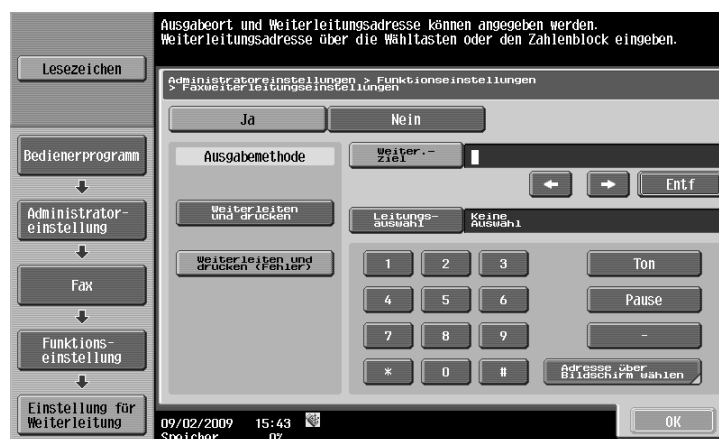 Ausgabeort und Weiterleitungsadresse können angegeben werden.
Weiterleitungsadresse über die Wähltasten oder den Zahlenblock eingeben.
Lesezeichen
Bedienerprogramm
Administrator-
einstellung
Fax
Funktions-
einstellung
Einstellung für
Weiterleitung
Administratoreinstellungen > Funktionseinstellungen
> Faxweiterleitungseinstellungen
Ja
Nein
Ausgabemethode
Weiterleiten
und drucken
Weiterleiten und
drucken (Fehler)
Weiter.-
ziel
Entf
Leitungs-
auswahl
Keine
Auswahl
1 2 3
Ton
4 5 6
Pause
7 8 9
-
* 0 #
Adresse über
Bildschirm wählen
09/02/2009 15:43
Speicher 0%
OK